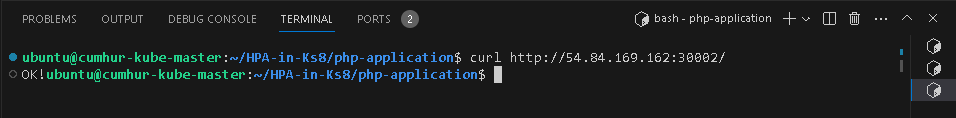 PROBLEMS OUTPUT DEBUG CONSOLE TERMINAL PORTS 2 bash - php-application
ubuntu@cumhur-kube-master:~/HPA-in-Ks8/php-application$ curl http://54.84.169.162:30002/
OK!ubuntu@cumhur-kube-master:~/HPA-in-Ks8/php-application$